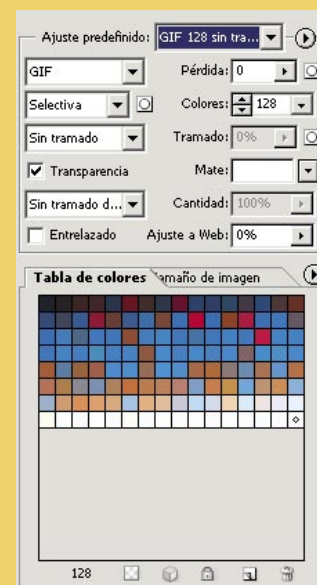 Ajuste predefinido: GIF 128 sin tra...
GIF Pérdida: 0
Selectiva Colores: 128
Sin tramado Tramado: 0%
Transparencia Mate:
Sin tramado d... Cantidad: 100%
Entrelazado Ajuste a Web: 0%
Tabla de colores amaño de imagen
128